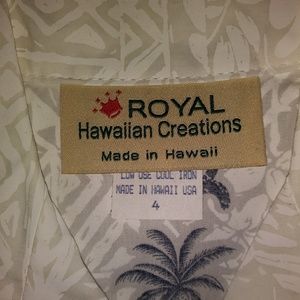 ROYAL
Hawaiian Creations
Made in Hawaii
LOW USE COOL IRON
MADE IN HAWAII USA
4